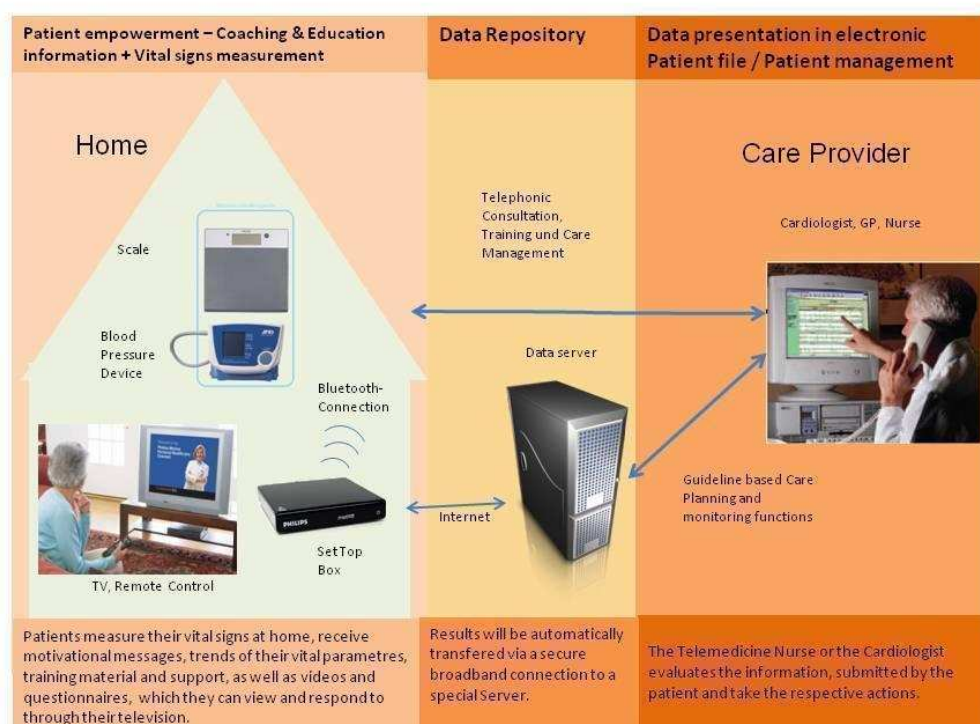 Patient empowerment – Coaching & Education
information + Vital signs measurement
Data Repository
Data presentation in electronic
Patient file / Patient management
Home
Scale
Blood
Pressure
Device
Bluetooth-
Connection
PHILIPS
SetTop
Box
TV, Remote Control
Telephonic
Consultation,
Training und Care
Management
Data server
Internet
Care Provider
Cardiologist, GP, Nurse
Guideline based Care
Planning and
monitoring functions
Patients measure their vital signs at home, receive
motivational messages, trends of their vital parametres,
training material and support, as well as videos and
questionnaires, which they can view and respond to
through their television.
Results will be automatically
transfered via a secure
broadband connection to a
special Server.
The Telemedicine Nurse or the Cardiologist
evaluates the information, submitted by the
patient and take the respective actions.